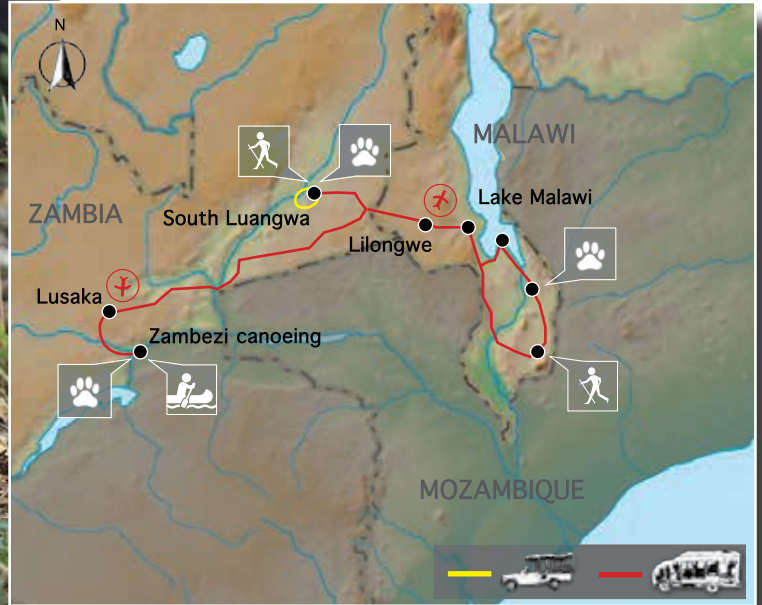 N
MALAWI
Lake Malawi
ZAMBIA
South Luangwa
Lilongwe
Lusaka
Zambezi canoeing
MOZAMBIQUE